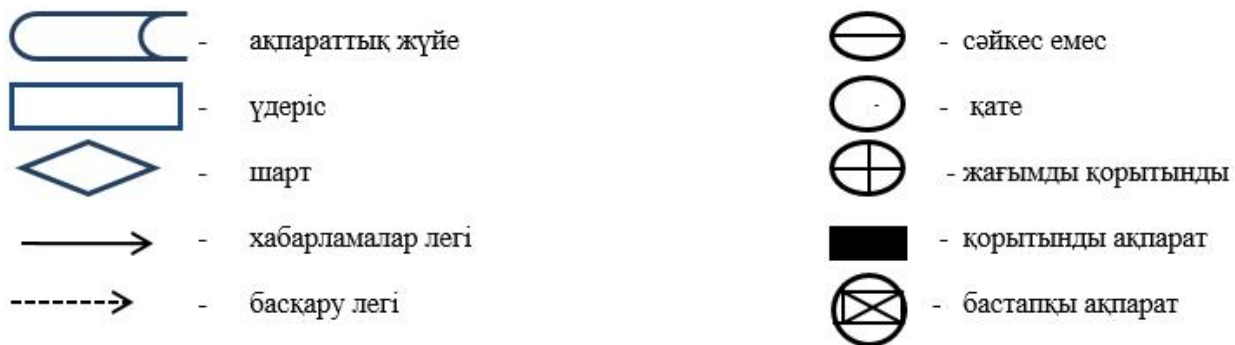 - ақпараттық жүйе
- үдеріс
- шарт
- хабарламалар легі
- басқару легі
- сәйкес емес
- қате
- жағымды қорытынды
- қорытынды ақпарат
- бастапқы ақпарат